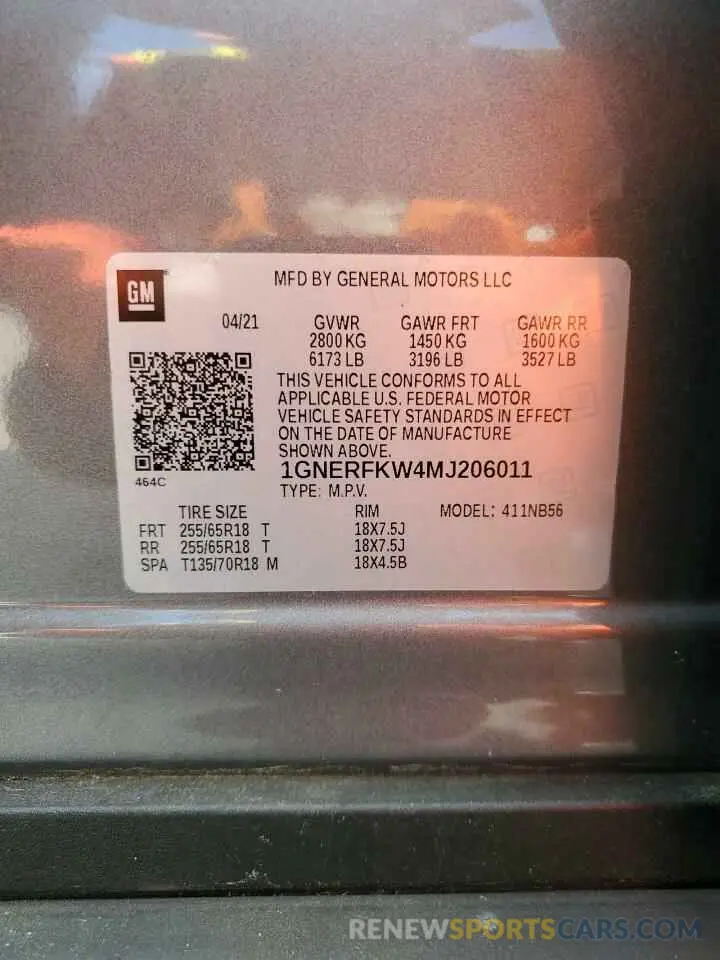 GM
MFD BY GENERAL MOTORS LLC
04/21 GVWR GAWR FRT GAWR RR
2800 KG 1450 KG 1600 KG
6173 LB 3196 LB 3527 LB
THIS VEHICLE CONFORMS TO ALL
APPLICABLE U.S. FEDERAL MOTOR
VEHICLE SAFETY STANDARDS IN EFFECT
ON THE DATE OF MANUFACTURE
SHOWN ABOVE.
1GNERFKW4MJ206011
464C
TYPE: M.P.V.
TIRE SIZE RIM MODEL: 411NB56
FRT 255/65R18 T 18X7.5J
RR 255/65R18 T 18X7.5J
SPA T135/70R18 M 18X4.5B
RENEWSPORTSCARS.COM